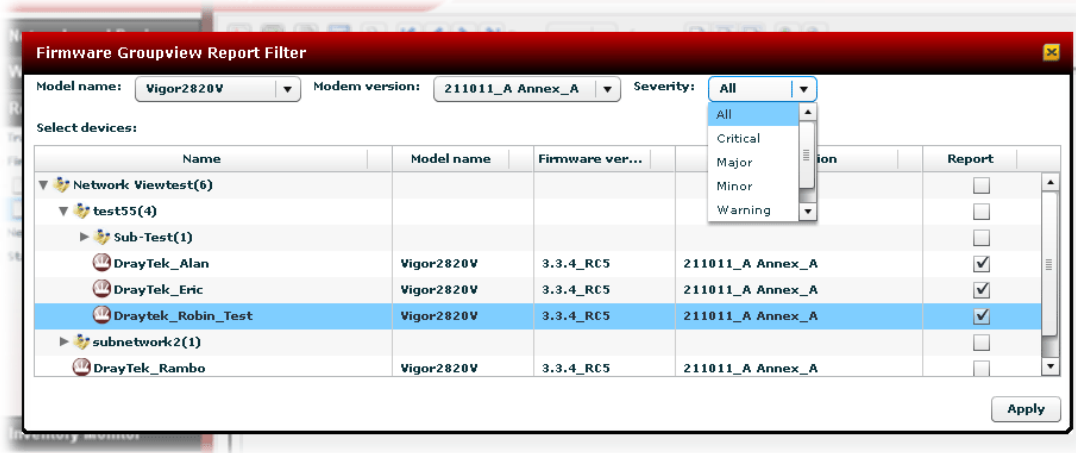 Firmware Groupview Report Filter
Model name: Vigor2820V Modem version: 211011_A Annex_A Severity: All
All
Critical
Major
Minor
Warning
Select devices:
Name Model name Firmware ver... ion Report
Network Viewtest(6)
test55(4)
Sub-Test(1)
DrayTek_Alan Vigor2820V 3.3.4_RC5 211011_A Annex_A
DrayTek_Eric Vigor2820V 3.3.4_RC5 211011_A Annex_A
Draytek_Robin_Test Vigor2820V 3.3.4_RC5 211011_A Annex_A
subnetwork2(1)
DrayTek_Rambo Vigor2820V 3.3.4_RC5 211011_A Annex_A
Apply
Inventory Monitor